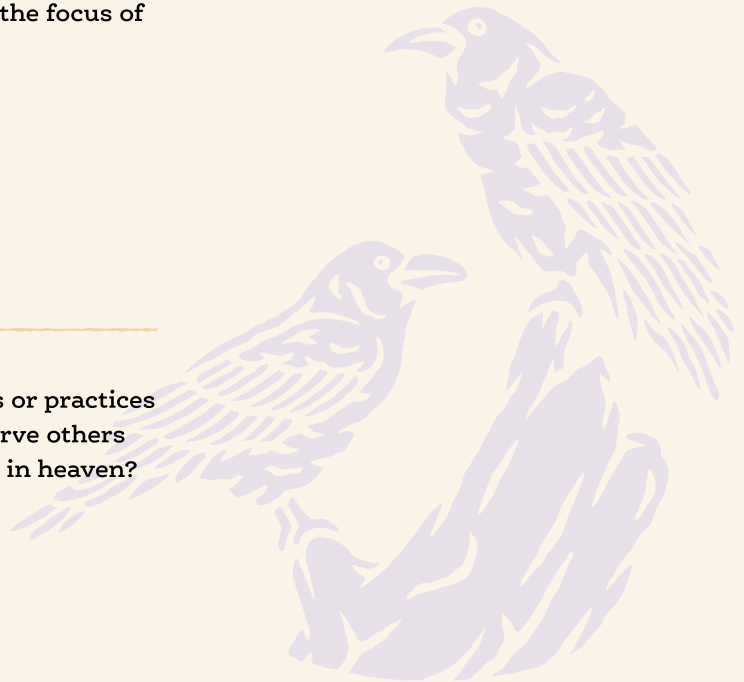 the focus of
s or practices
rve others
in heaven?